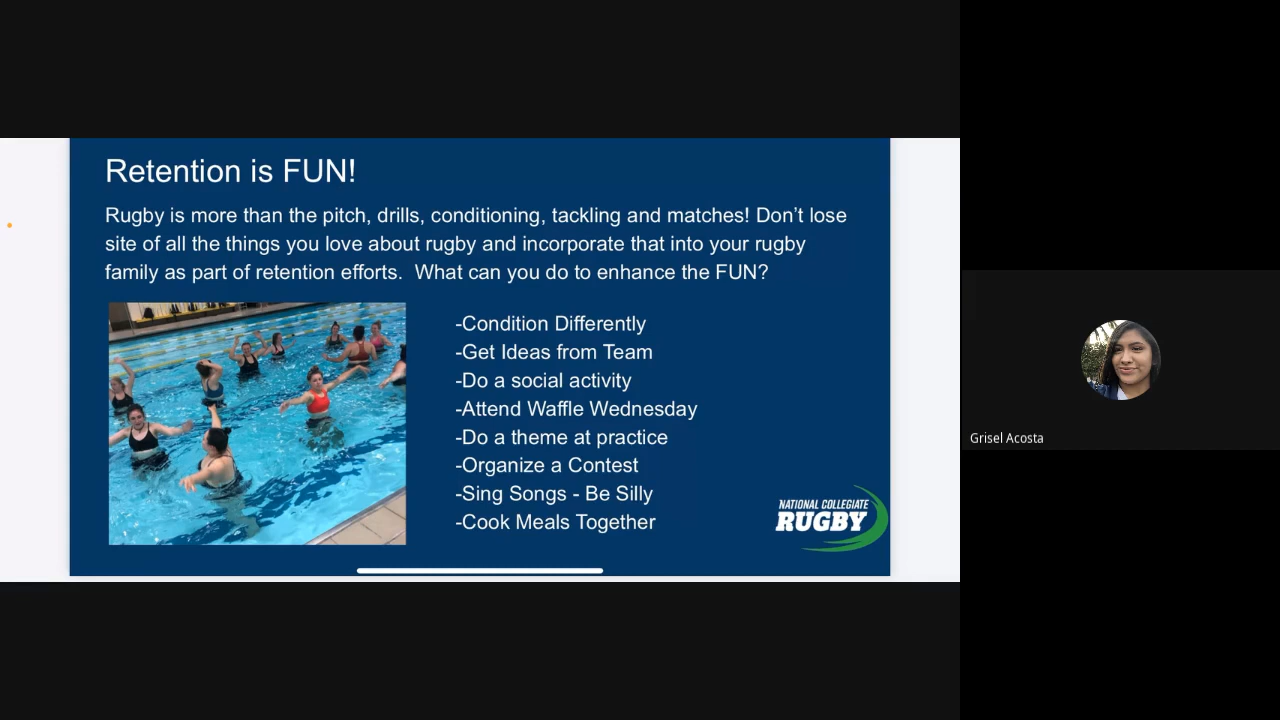 Retention is FUN!
Rugby is more than the pitch, drills, conditioning, tackling and matches! Don’t lose
site of all the things you love about rugby and incorporate that into your rugby
family as part of retention efforts.  What can you do to enhance the FUN?
-Condition Differently
-Get Ideas from Team
-Do a social activity
-Attend Waffle Wednesday
-Do a theme at practice
-Organize a Contest
-Sing Songs - Be Silly
-Cook Meals Together
NATIONAL COLLEGIATE
RUGBY
Grisel Acosta